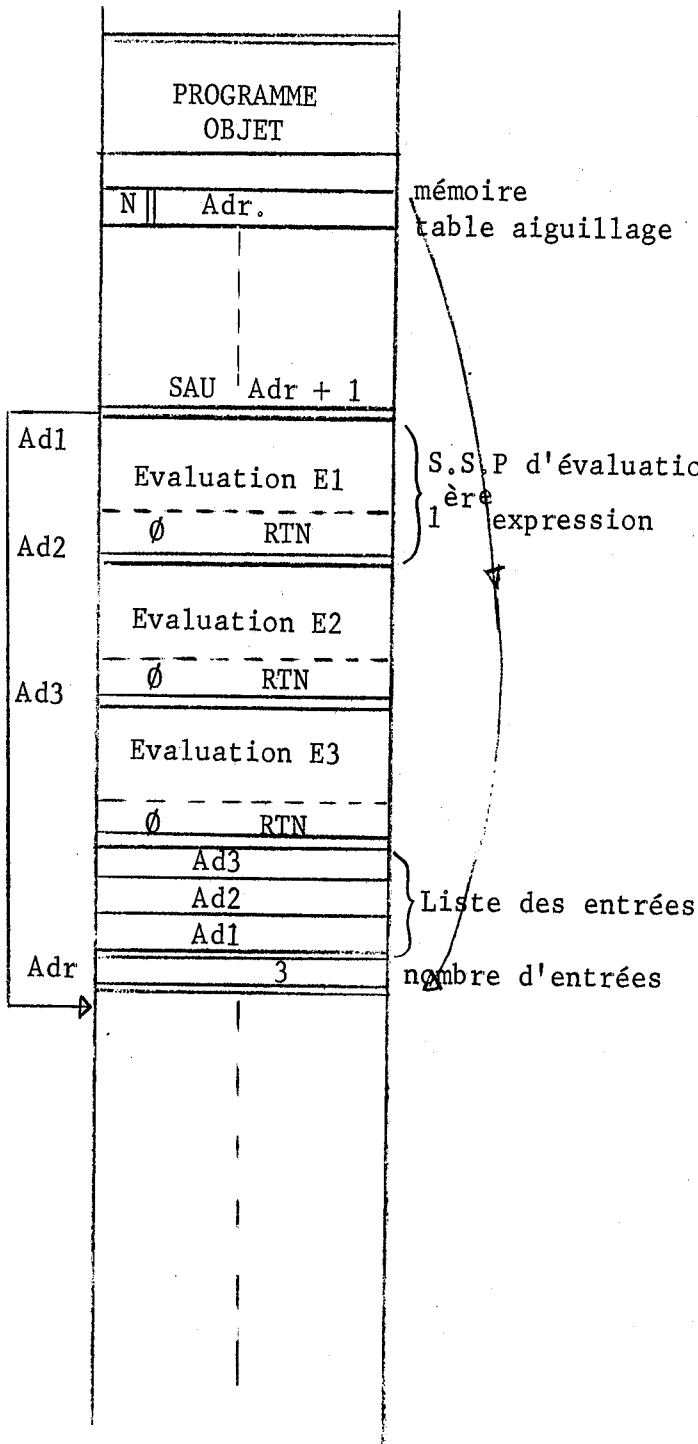 PROGRAMME
OBJET
N Adr.
mémoire
table aiguillage
SAU Adr + 1
Ad1
Evaluation E1
S.S.P d'évaluatio
1ère expression
Ø RTN
Ad2
Evaluation E2
Ø RTN
Ad3
Evaluation E3
Ø RTN
Ad3
Ad2
Ad1
Liste des entrées
Adr
3
nombre d'entrées